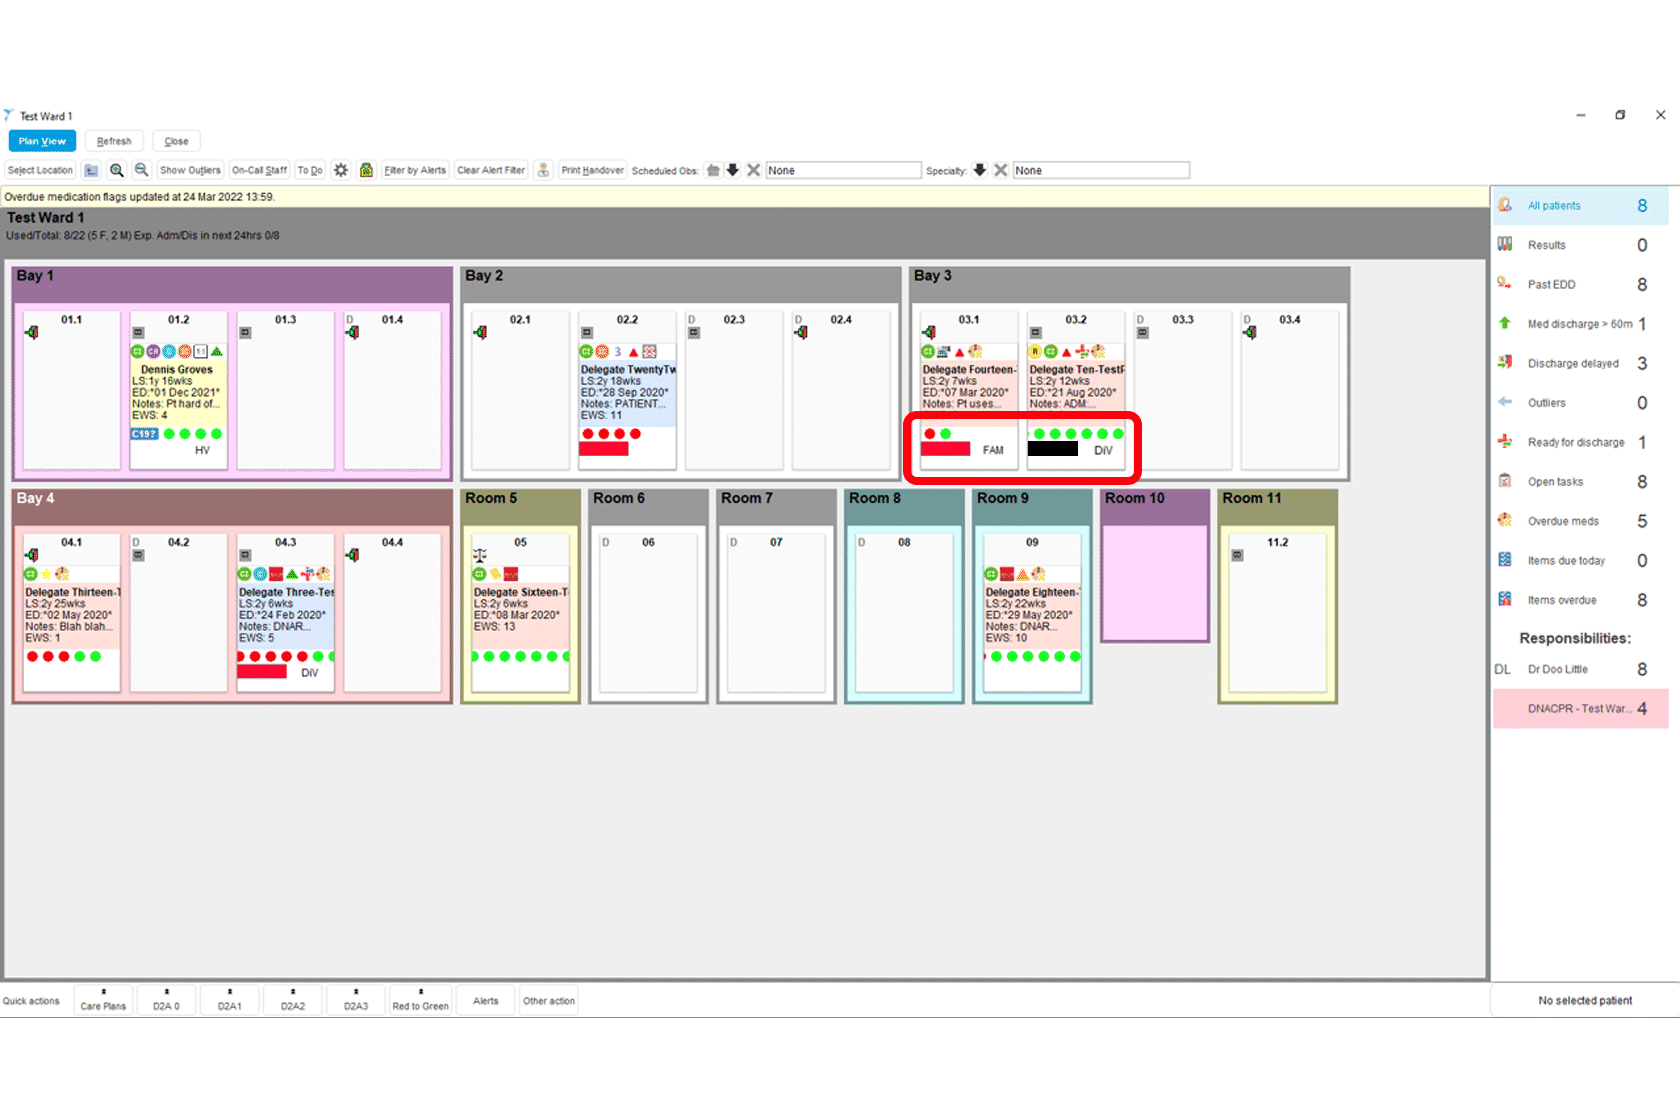 Test Ward 1
Plan View Refresh Close
Select Location Show Outliers On-Call Staff To Do Filter by Alerts Clear Alert Filter Print Handover Scheduled Obs: None Specialty: None
Overdue medication flags updated at 24 Mar 2022 13:59.
Test Ward 1
Used/Total: 8/22 (5 F, 2 M) Exp. Adm/Dis in next 24hrs 0/8
Bay 1
01.1
01.2
Dennis Groves
LS:1y 16wks
ED:*01 Dec 2021*
Notes: Pt hard of...
EWS: 4
C19?
HV
01.3
D 01.4
Bay 2
02.1
02.2
3
Delegate TwentyTw
LS:2y 18wks
ED:*28 Sep 2020*
Notes: PATIENT...
EWS: 11
D 02.3
D 02.4
Bay 3
03.1
Delegate Fourteen-
LS:2y 7wks
ED:*07 Mar 2020*
Notes: Pt uses...
FAM
D 03.2
Delegate Ten-TestP
LS:2y 12wks
ED:*21 Aug 2020*
Notes: ADM:...
DIV
D 03.3
D 03.4
Bay 4
04.1
Delegate Thirteen-T
LS:2y 25wks
ED:*02 May 2020*
Notes: Blah blah...
EWS: 1
D 04.2
04.3
Delegate Three-Tes
LS:2y 6wks
ED:*24 Feb 2020*
Notes: DNAR...
EWS: 5
DIV
04.4
Room 5
05
Delegate Sixteen-T
LS:2y 6wks
ED:*08 Mar 2020*
EWS: 13
Room 6
D 06
Room 7
D 07
Room 8
D 08
Room 9
09
Delegate Eighteen-
LS:2y 22wks
ED:*29 May 2020*
Notes: DNAR...
EWS: 10
Room 10
Room 11
11.2
All patients 8
Results 0
Past EDD 8
Med discharge > 60m 1
Discharge delayed 3
Outliers 0
Ready for discharge 1
Open tasks 8
Overdue meds 5
Items due today 0
Items overdue 8
Responsibilities:
DL Dr Doo Little 8
DNACPR - Test War... 4
Quick actions Care Plans D2A 0 D2A1 D2A2 D2A3 Red to Green Alerts Other action
No selected patient